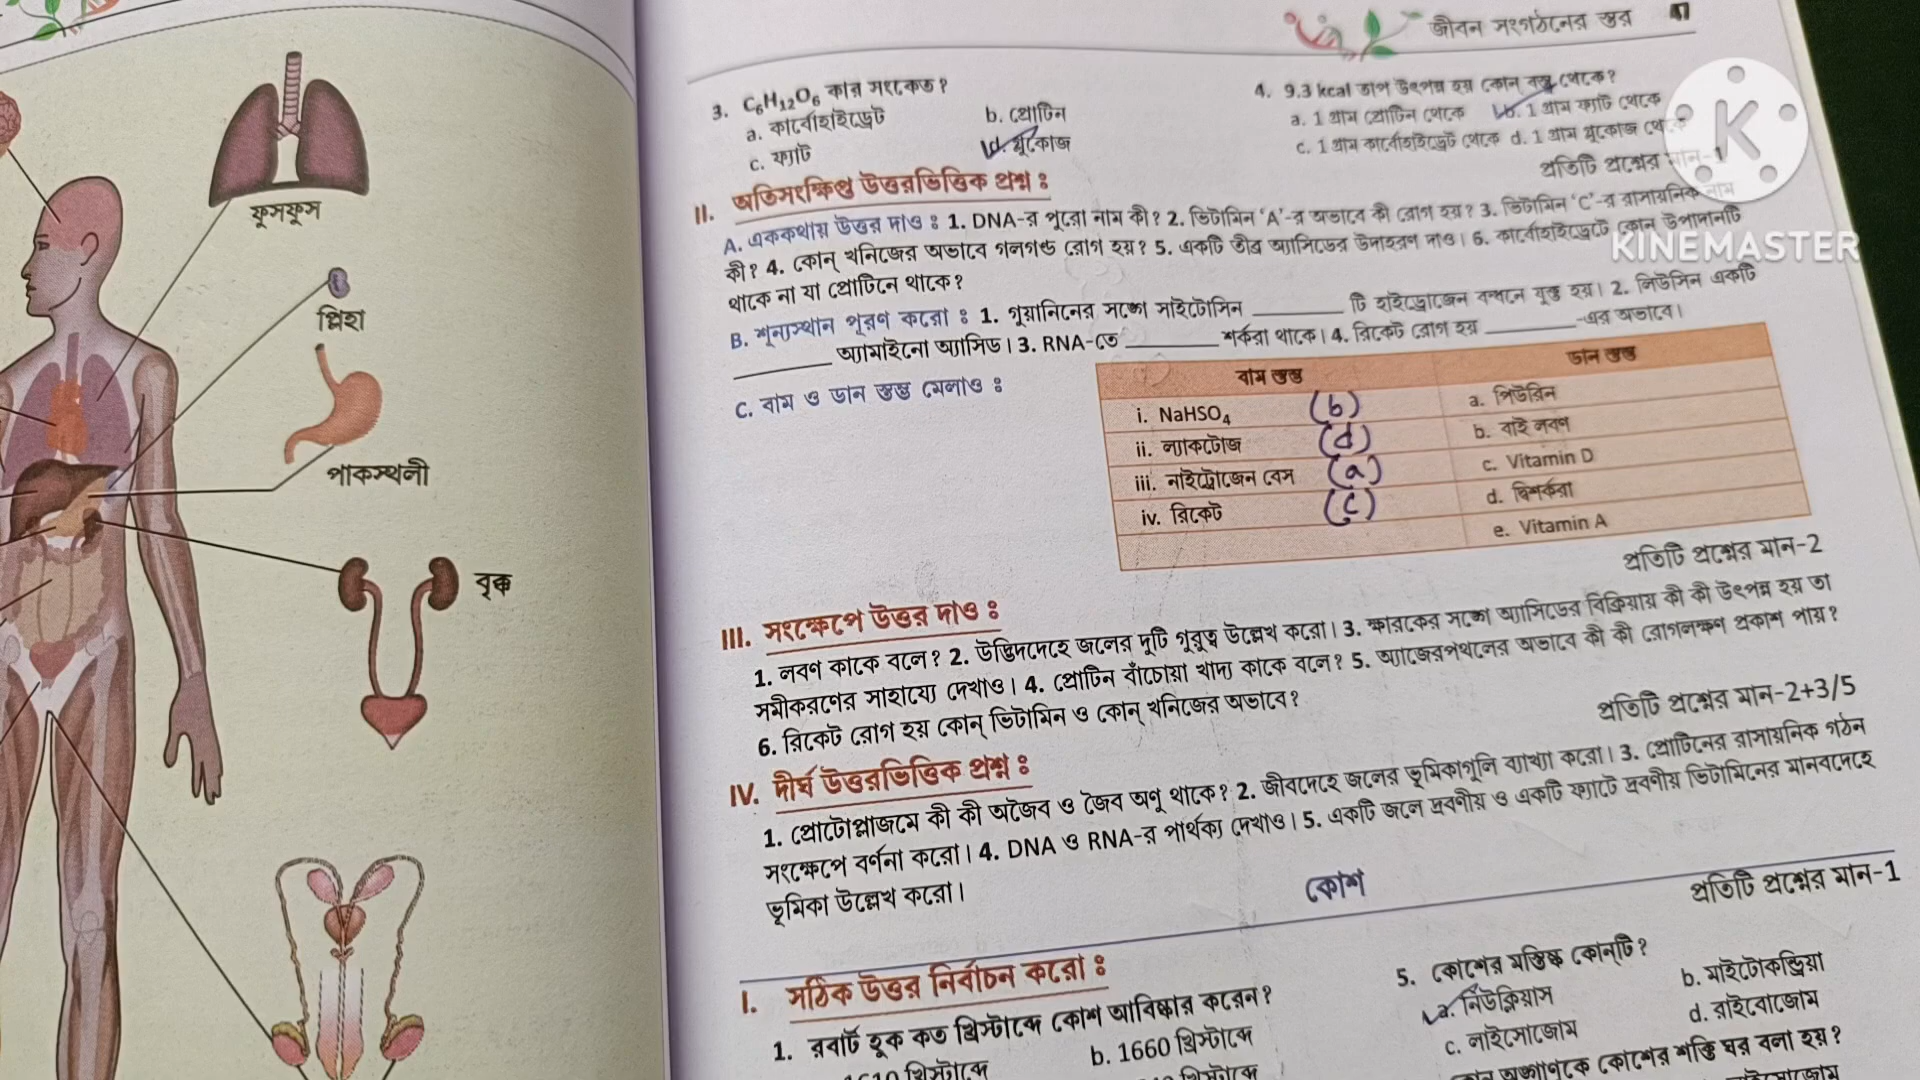 জীবন সংগঠনের স্তর 47
3. C₆H₁₂O₆ কার সংকেত?
a. কার্বোহাইড্রেট b. প্রোটিন
c. ফ্যাট d. গ্লুকোজ
4. 9.3 kcal তাপ উৎপন্ন হয় কোন্ বস্তু থেকে?
a. 1 গ্রাম প্রোটিন থেকে b. 1 গ্রাম ফ্যাট থেকে
c. 1 গ্রাম কার্বোহাইড্রেট থেকে d. 1 গ্রাম গ্লুকোজ থেকে
K
KINEMASTER
II. অতিসংক্ষিপ্ত উত্তরভিত্তিক প্রশ্ন : প্রতিটি প্রশ্নের মান-1
A. এককথায় উত্তর দাও : 1. DNA-র পুরো নাম কী? 2. ভিটামিন 'A'-র অভাবে কী রোগ হয়? 3. ভিটামিন 'C'-র রাসায়নিক নাম
কী? 4. কোন্ খনিজের অভাবে গলগণ্ড রোগ হয়? 5. একটি তীব্র অ্যাসিডের উদাহরণ দাও। 6. কার্বোহাইড্রেটে কোন উপাদানটি
থাকে না যা প্রোটিনে থাকে?
B. শূন্যস্থান পূরণ করো : 1. গুয়ানিনের সঙ্গে সাইটোসিন ________ টি হাইড্রোজেন বন্ধনে যুক্ত হয়। 2. লিউসিন একটি
________ অ্যামাইনো অ্যাসিড। 3. RNA-তে ________ শর্করা থাকে। 4. রিকেট রোগ হয় ________-এর অভাবে।
C. বাম ও ডান স্তম্ভ মেলাও :
বাম স্তম্ভ ডান স্তম্ভ
i. NaHSO₄ (b) a. পিউরিন
ii. ল্যাকটোজ (d) b. বাই লবণ
iii. নাইট্রোজেন বেস (a) c. Vitamin D
iv. রিকেট (c) d. দ্বিশর্করা
e. Vitamin A
প্রতিটি প্রশ্নের মান-2
III. সংক্ষেপে উত্তর দাও :
1. লবণ কাকে বলে? 2. উদ্ভিদদেহে জলের দুটি গুরুত্ব উল্লেখ করো। 3. ক্ষারকের সঙ্গে অ্যাসিডের বিক্রিয়ায় কী কী উৎপন্ন হয় তা
সমীকরণের সাহায্যে দেখাও। 4. প্রোটিন বাঁচোয়া খাদ্য কাকে বলে? 5. অ্যাজেরপথলের অভাবে কী কী রোগলক্ষণ প্রকাশ পায়?
6. রিকেট রোগ হয় কোন্ ভিটামিন ও কোন্ খনিজের অভাবে?
প্রতিটি প্রশ্নের মান-2+3/5
IV. দীর্ঘ উত্তরভিত্তিক প্রশ্ন :
1. প্রোটোপ্লাজমে কী কী অজৈব ও জৈব অণু থাকে? 2. জীবদেহে জলের ভূমিকাগুলি ব্যাখ্যা করো। 3. প্রোটিনের রাসায়নিক গঠন
সংক্ষেপে বর্ণনা করো। 4. DNA ও RNA-র পার্থক্য দেখাও। 5. একটি জলে দ্রবণীয় ও একটি ফ্যাটে দ্রবণীয় ভিটামিনের মানবদেহে
ভূমিকা উল্লেখ করো।
কোশ
প্রতিটি প্রশ্নের মান-1
I. সঠিক উত্তর নির্বাচন করো :
1. রবার্ট হুক কত খ্রিস্টাব্দে কোশ আবিষ্কার করেন?
খ্রিস্টাব্দে b. 1660 খ্রিস্টাব্দে
5. কোশের মস্তিষ্ক কোন্‌টি?
a. নিউক্লিয়াস b. মাইটোকন্ড্রিয়া
c. লাইসোজোম d. রাইবোজোম
অঙ্গাণুকে কোশের শক্তি ঘর বলা হয়?
ফুসফুস
প্লিহা
পাকস্থলী
বৃক্ক